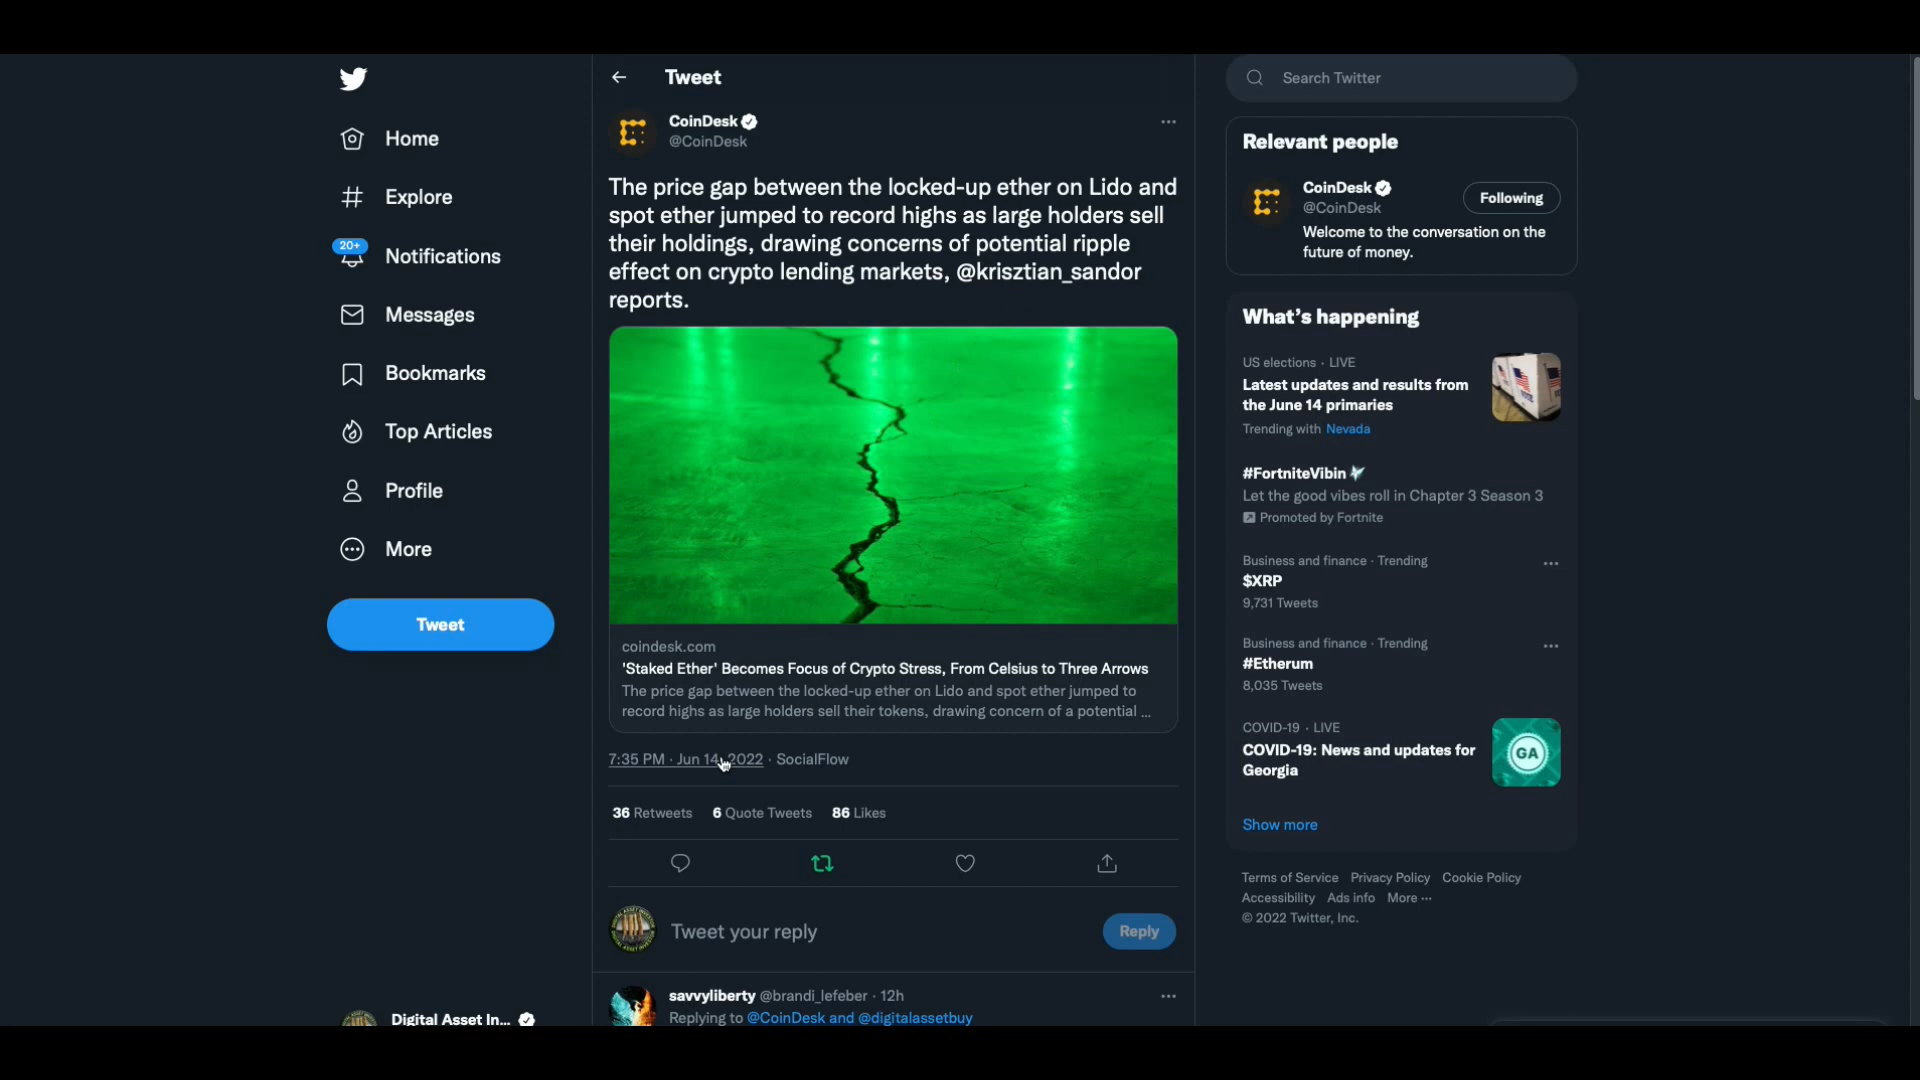 Home
Explore
20+
Notifications
Messages
Bookmarks
Top Articles
Profile
More
Tweet
Digital Asset In...
Tweet
CoinDesk
@CoinDesk
The price gap between the locked-up ether on Lido and
spot ether jumped to record highs as large holders sell
their holdings, drawing concerns of potential ripple
effect on crypto lending markets, @krisztian_sandor
reports.
coindesk.com
'Staked Ether' Becomes Focus of Crypto Stress, From Celsius to Three Arrows
The price gap between the locked-up ether on Lido and spot ether jumped to
record highs as large holders sell their tokens, drawing concern of a potential ...
7:35 PM · Jun 14, 2022 · SocialFlow
36 Retweets 6 Quote Tweets 86 Likes
Tweet your reply
Reply
savvyliberty @brandi_lefeber · 12h
Replying to @CoinDesk and @digitalassetbuy
Search Twitter
Relevant people
CoinDesk
@CoinDesk
Following
Welcome to the conversation on the
future of money.
What's happening
US elections · LIVE
Latest updates and results from
the June 14 primaries
Trending with Nevada
#FortniteVibin
Let the good vibes roll in Chapter 3 Season 3
Promoted by Fortnite
Business and finance · Trending
$XRP
9,731 Tweets
Business and finance · Trending
#Etherum
8,035 Tweets
COVID-19 · LIVE
COVID-19: News and updates for
Georgia
GA
Show more
Terms of Service Privacy Policy Cookie Policy
Accessibility Ads info More ...
© 2022 Twitter, Inc.